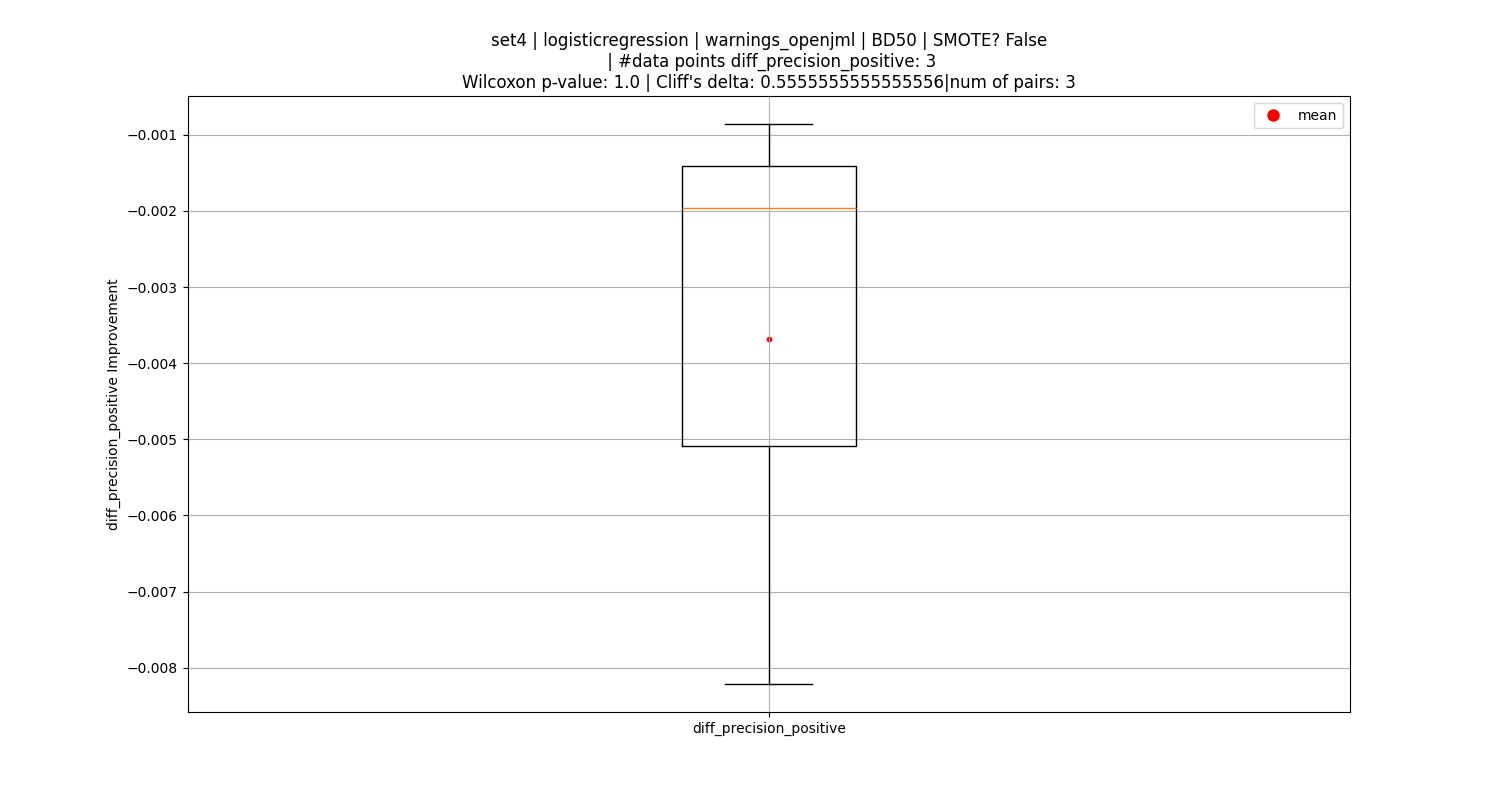 set4 | logisticregression | warnings_openjml | BD50 | SMOTE? False
| #data points diff_precision_positive: 3
Wilcoxon p-value: 1.0 | Cliff's delta: 0.5555555555555556|num of pairs: 3
mean
−0.001
−0.002
−0.003
−0.004
−0.005
−0.006
−0.007
−0.008
diff_precision_positive Improvement
diff_precision_positive